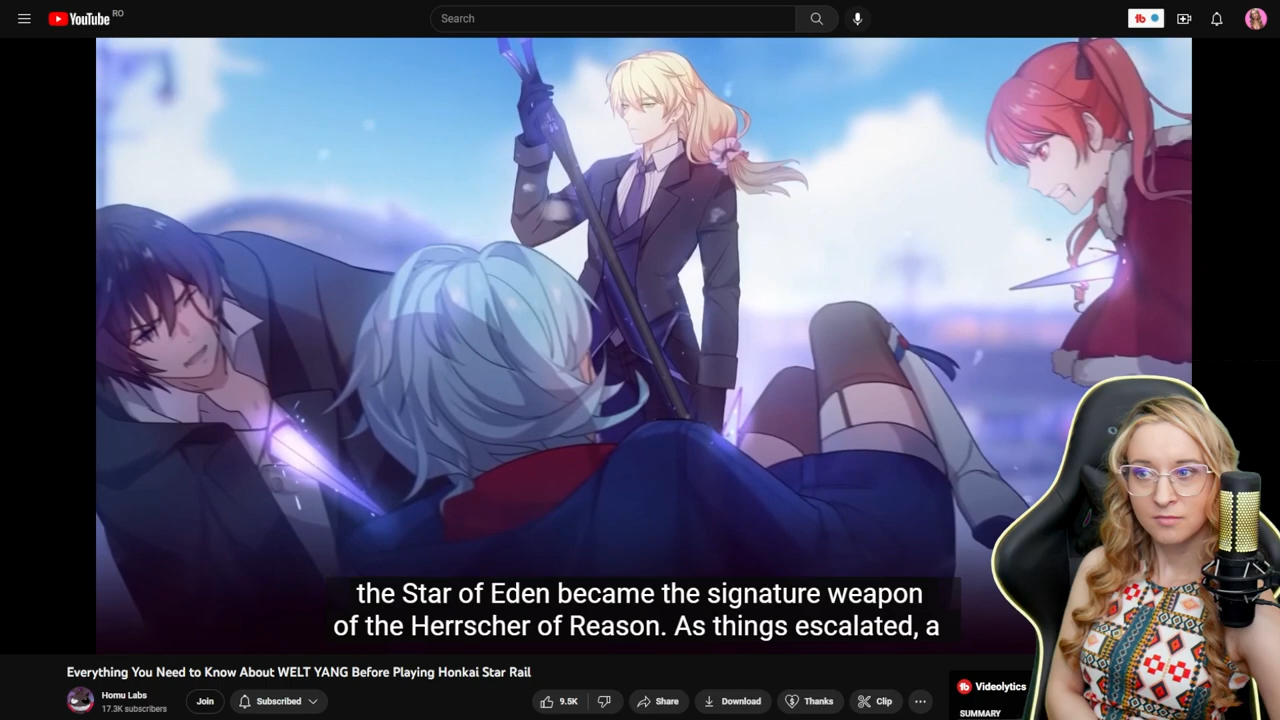 YouTube RO
Search
tb
the Star of Eden became the signature weapon
of the Herrscher of Reason. As things escalated, a
Everything You Need to Know About WELT YANG Before Playing Honkai Star Rail
Homu Labs
17.3K subscribers
Join
Subscribed
9.5K
Share
Download
Thanks
Clip
tb Videolytics
SUMMARY